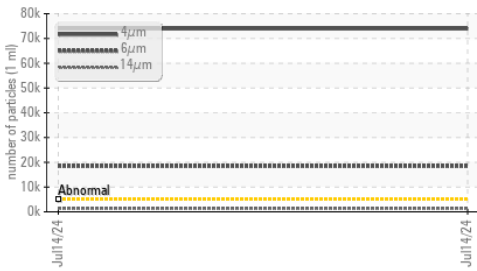 80k
70k
60k
50k
40k
30k
20k
10k
0k
number of particles (1 ml)
4µm
6µm
14µm
Abnormal
Jul14/24
Jul14/24